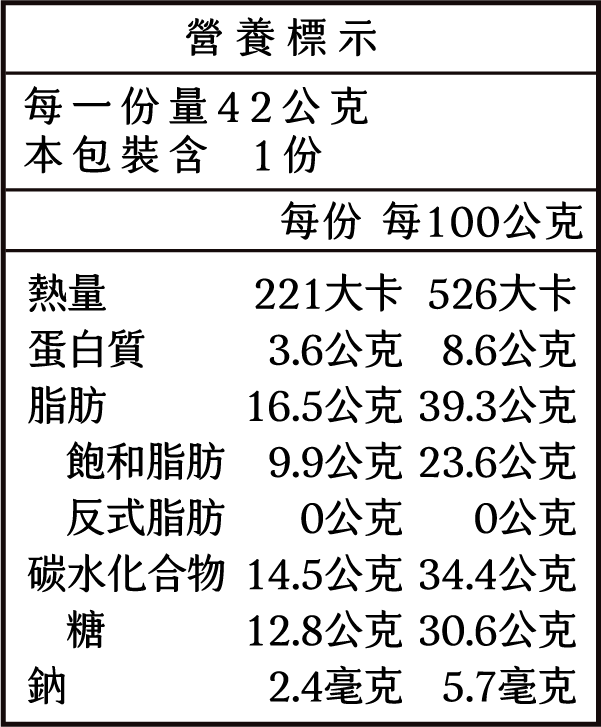 營養標示
每一份量42公克
本包裝含 1份
每份 每100公克
熱量 221大卡 526大卡
蛋白質 3.6公克 8.6公克
脂肪 16.5公克 39.3公克
飽和脂肪 9.9公克 23.6公克
反式脂肪 0公克 0公克
碳水化合物 14.5公克 34.4公克
糖 12.8公克 30.6公克
鈉 2.4毫克 5.7毫克